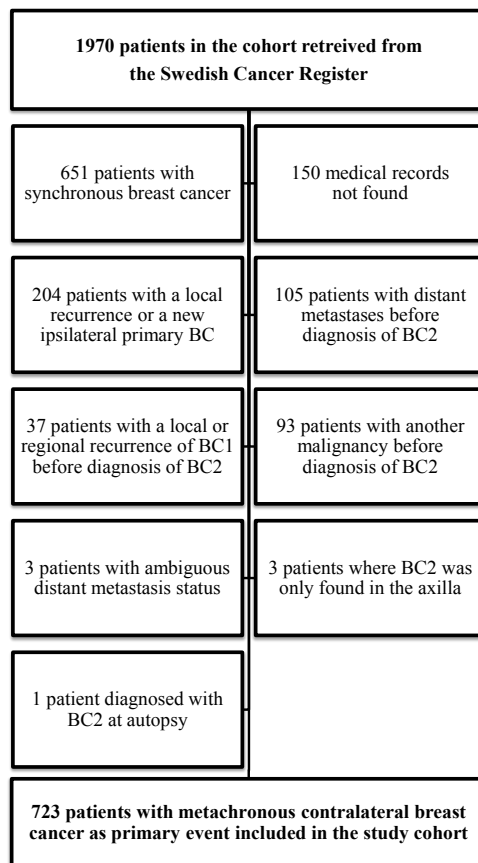 1970 patients in the cohort retreived from
the Swedish Cancer Register
651 patients with
synchronous breast cancer
150 medical records
not found
204 patients with a local
recurrence or a new
ipsilateral primary BC
105 patients with distant
metastases before
diagnosis of BC2
37 patients with a local or
regional recurrence of BC1
before diagnosis of BC2
93 patients with another
malignancy before
diagnosis of BC2
3 patients with ambiguous
distant metastasis status
3 patients where BC2 was
only found in the axilla
1 patient diagnosed with
BC2 at autopsy
723 patients with metachronous contralateral breast
cancer as primary event included in the study cohort